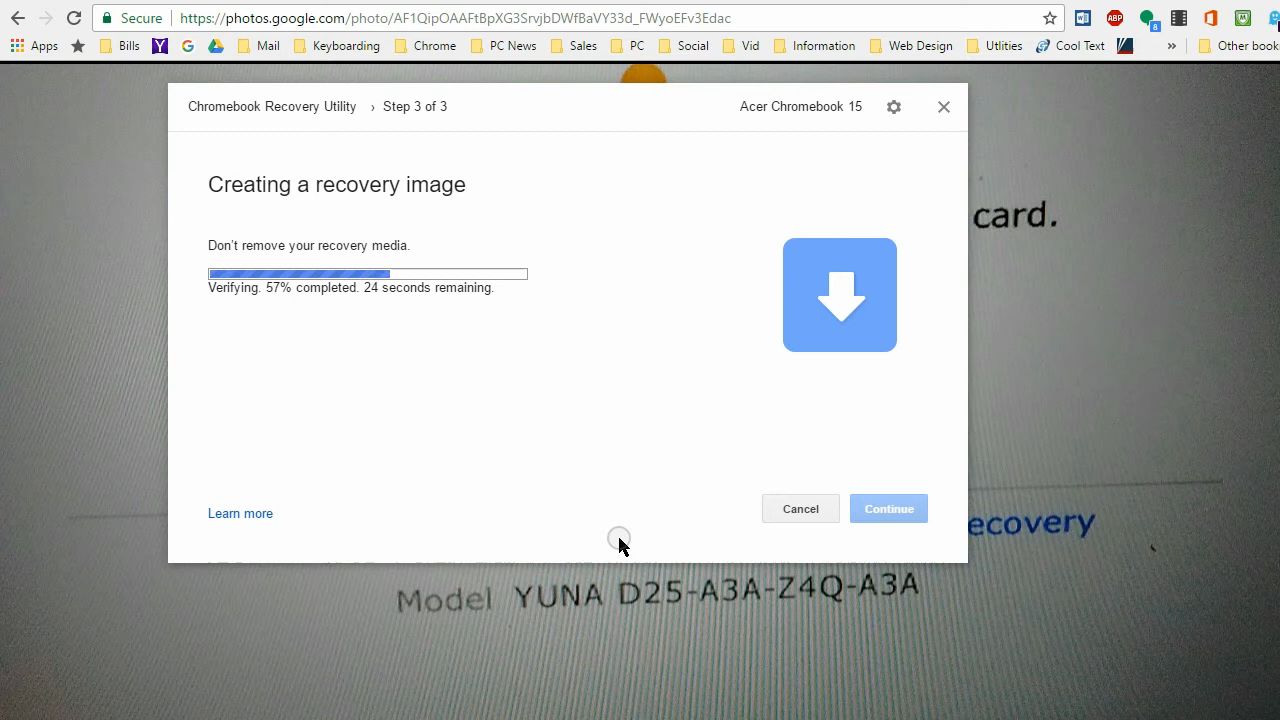 Secure https://photos.google.com/photo/AF1QipOAAFtBpXG3SrvjbDWfBaVY33d_FWyoEFv3Edac
Apps Bills Mail Keyboarding Chrome PC News Sales PC Social Vid Information Web Design Utlities Cool Text » Other book
Chromebook Recovery Utility › Step 3 of 3 Acer Chromebook 15
Creating a recovery image
card.
Don't remove your recovery media.
Verifying. 57% completed. 24 seconds remaining.
Learn more Cancel Continue
ecovery
Model YUNA D25-A3A-Z4Q-A3A